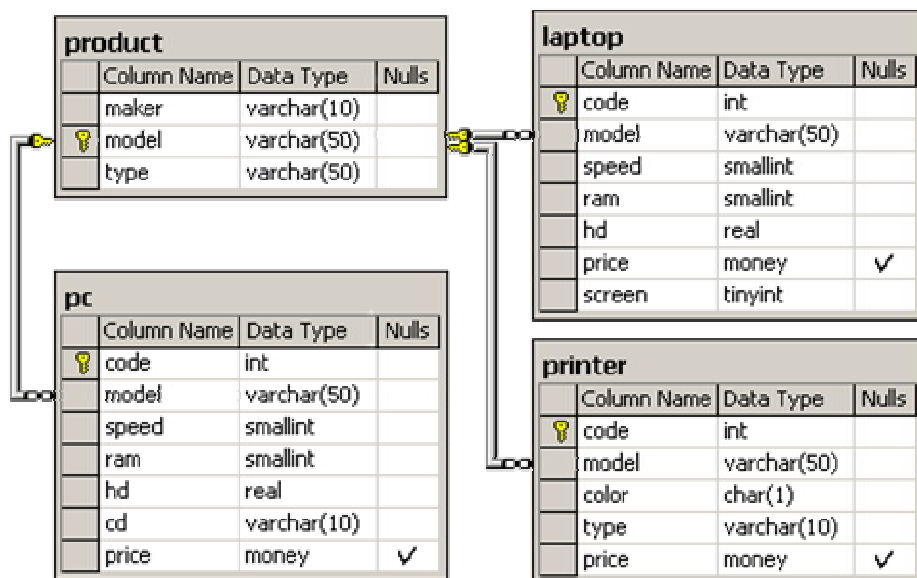 product
Column Name Data Type Nulls
maker varchar(10)
model varchar(50)
type varchar(50)
pc
Column Name Data Type Nulls
code int
model varchar(50)
speed smallint
ram smallint
hd real
cd varchar(10)
price money ✓
laptop
Column Name Data Type Nulls
code int
model varchar(50)
speed smallint
ram smallint
hd real
price money ✓
screen tinyint
printer
Column Name Data Type Nulls
code int
model varchar(50)
color char(1)
type varchar(10)
price money ✓